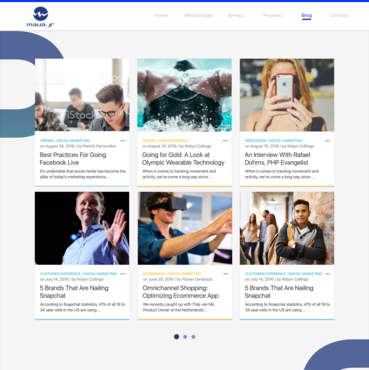 Home
Metodologia
Serviços
Projetos
Blog
Contato
mauá jr
iStock
TRENDS / DIGITAL MARKETING
on August 26, 2016 / by Patrick Panuncillon
Best Practices For Going
Facebook Live
It's undeniable that social media has become the
pillar of today's marketing experience...
on August 19, 2016 / by Robyn Collinge
Going for Gold: A Look at
Olympic Wearable Technology
When it comes to tracking movement and
activity, we've come a long way since ...
WEB DESIGN / DIGITAL MARKETING
on August 16, 2016 / by Robyn Collinge
An Interview With Rafael
Dohms, PHP Evangelist
When it comes to tracking movement and
activity, we've come a long way since ...
CUSTOMER EXPERIENCE / DIGITAL MARKETING
on July 14, 2016 / by Robyn Collinge
5 Brands That Are Nailing
Snapchat
According to Snapchat statistics, 41% of all 18 to
34 year-olds in the US are using ...
ECOMMERCE / DIGITAL MARKETING
on June 29, 2016 / by Florian Gendrault
Omnichannel Shopping:
Optimizing Ecommerce App
We recently caught up with Thijs van Mil,
Product Owner at the Netherlands'...
CUSTOMER EXPERIENCE / DIGITAL MARKETING
on July 14, 2016 / by Robyn Collinge
5 Brands That Are Nailing
Snapchat
According to Snapchat statistics, 41% of all 18 to
34 year-olds in the US are using ...